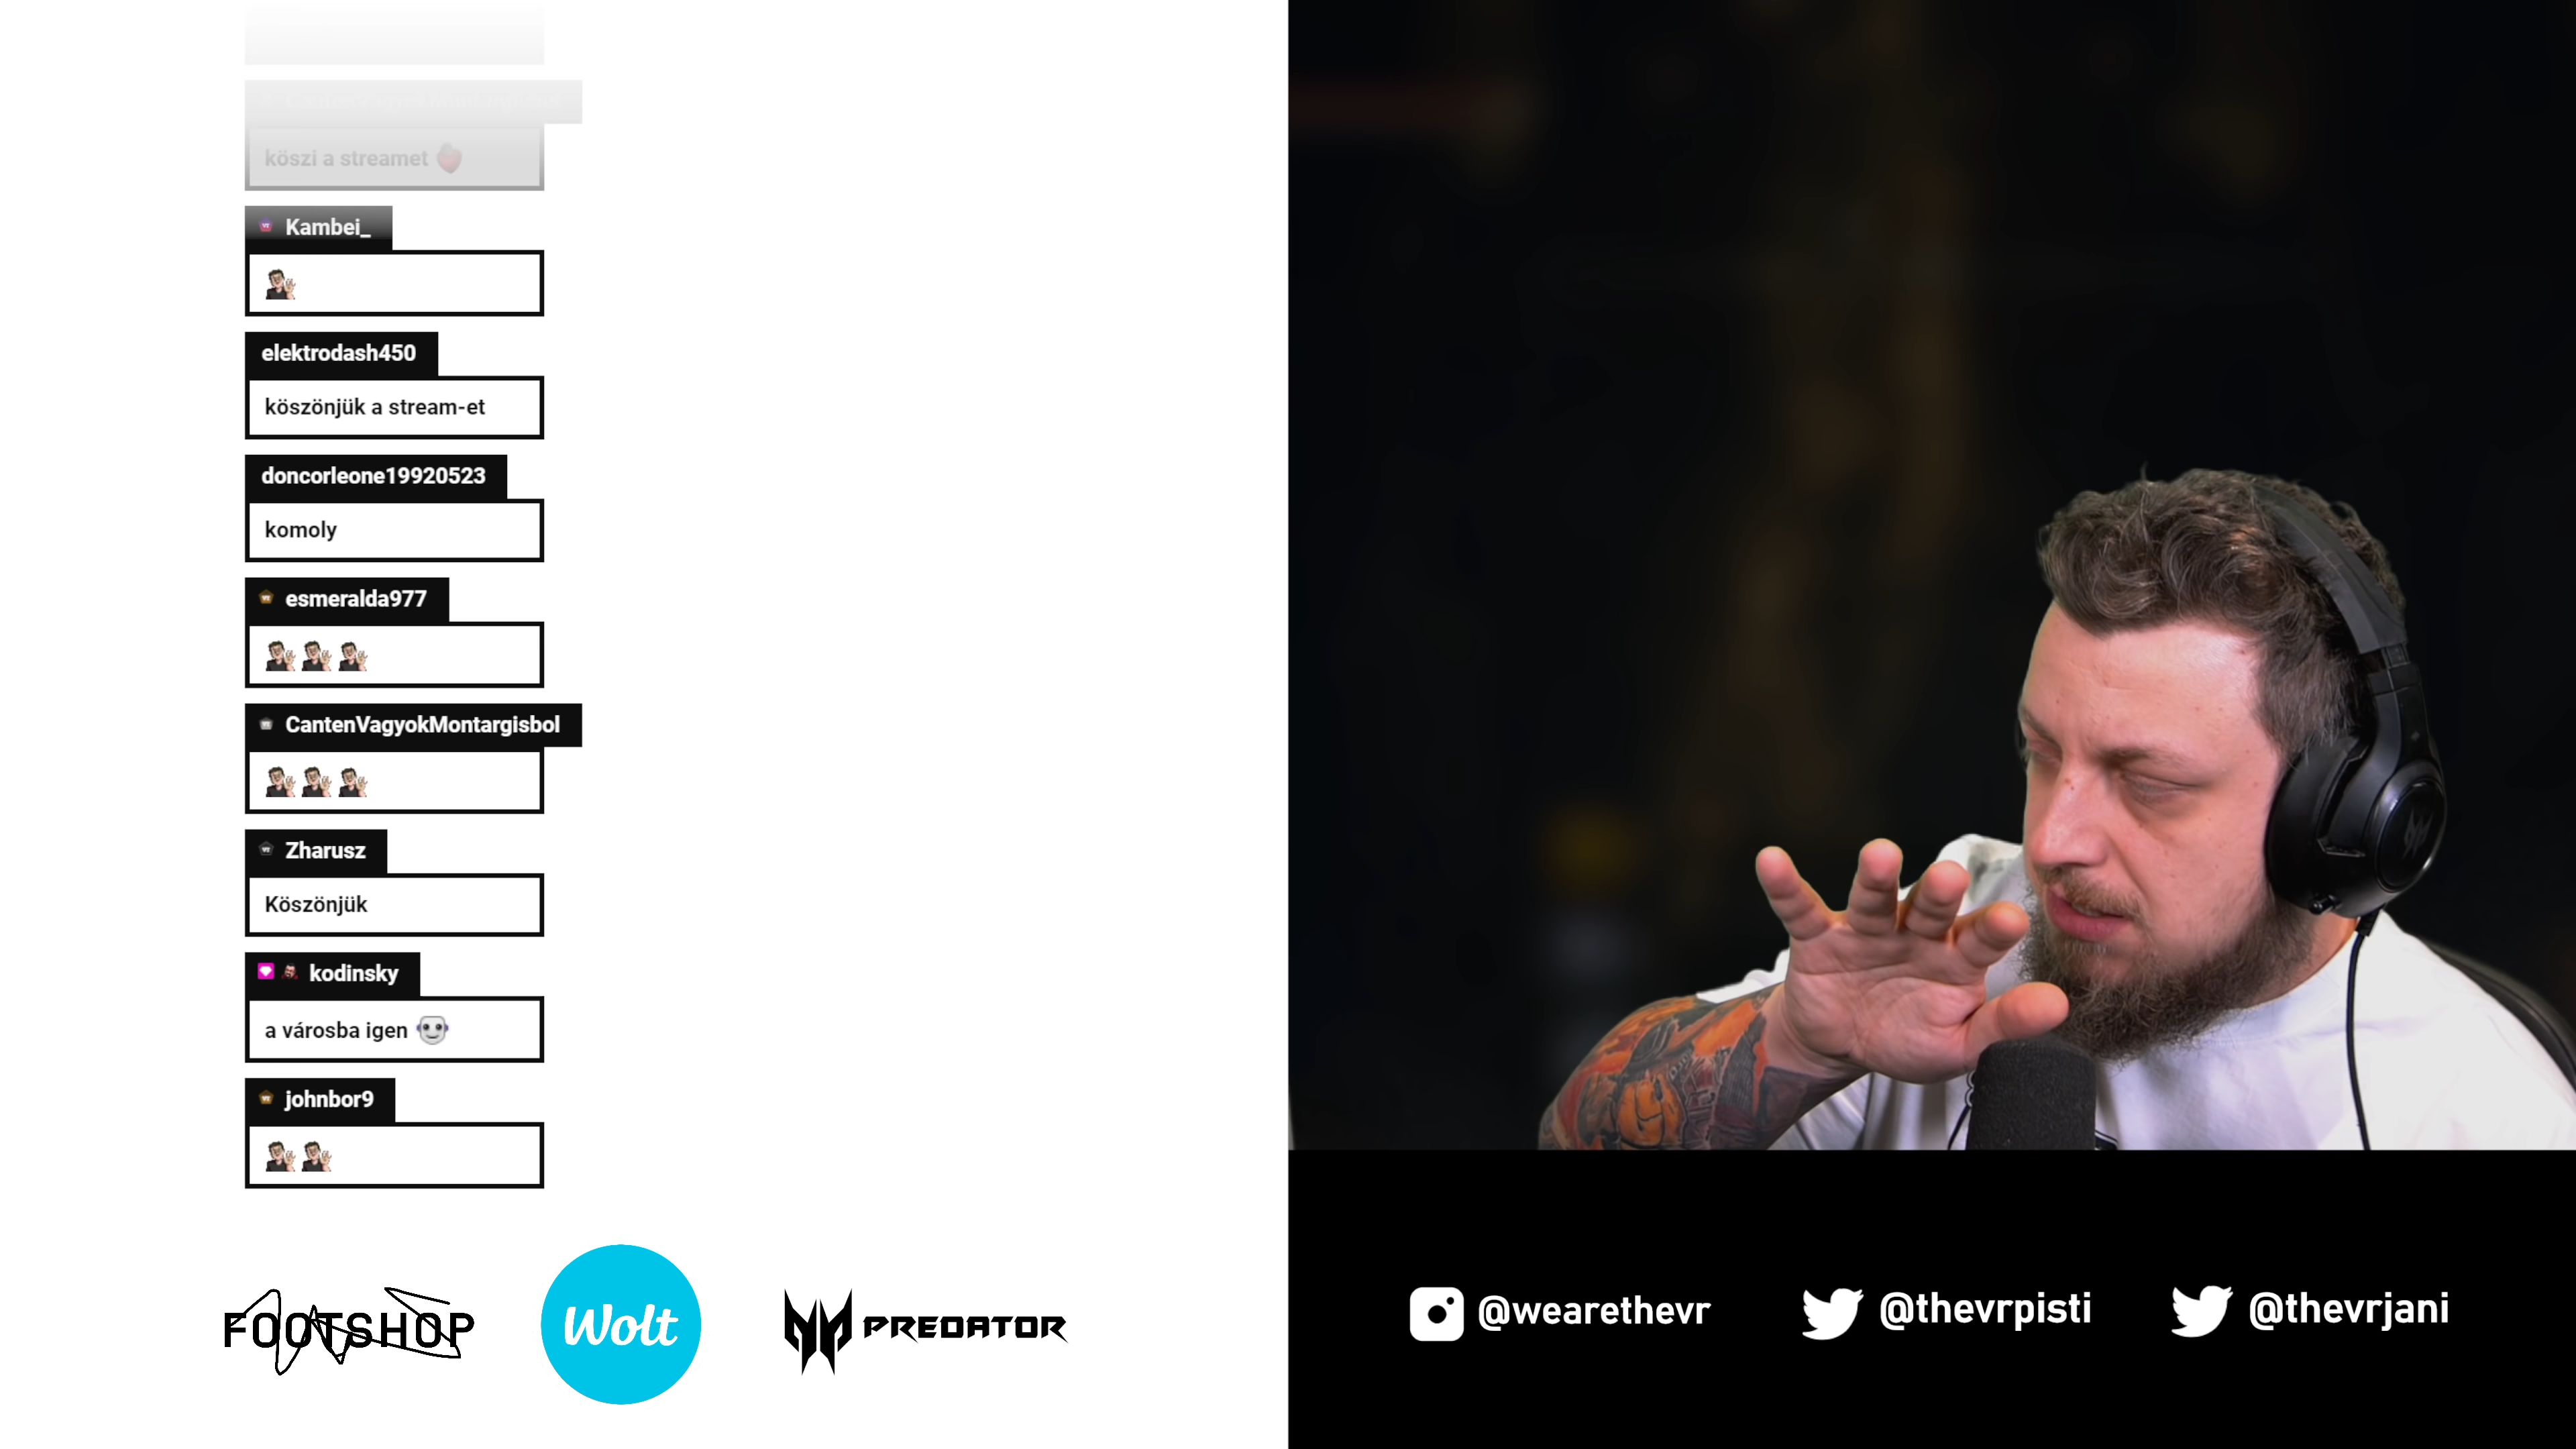 köszi a streamet
Kambei_
elektrodash450
köszönjük a stream-et
doncorleone19920523
komoly
esmeralda977
CantenVagyokMontargisbol
Zharusz
Köszönjük
kodinsky
a városba igen
johnbor9
FOOTSHOP
Wolt
PREDATOR
@wearethevr
@thevrpisti
@thevrjani